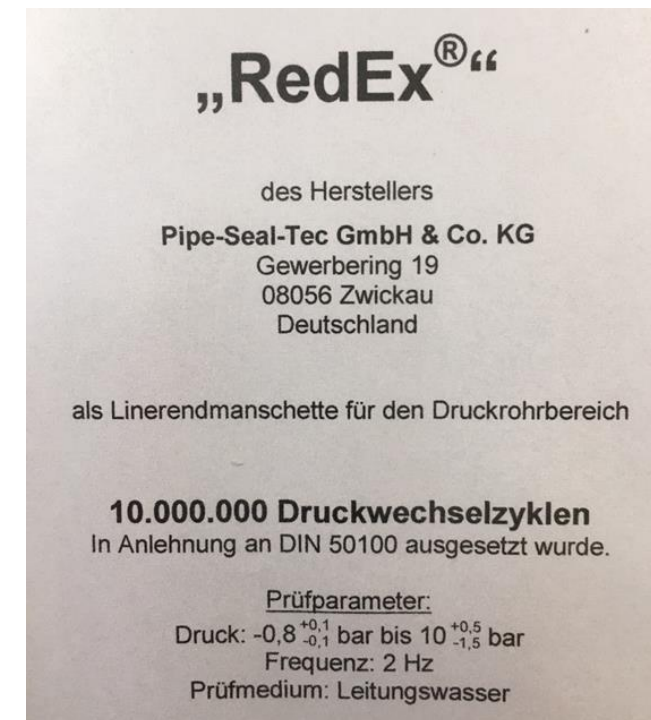 „RedEx®“
des Herstellers
Pipe-Seal-Tec GmbH & Co. KG
Gewerbering 19
08056 Zwickau
Deutschland
als Linerendmanschette für den Druckrohrbereich
10.000.000 Druckwechselzyklen
In Anlehnung an DIN 50100 ausgesetzt wurde.
Prüfparameter:
Druck: -0,8 +0,1 -0,1 bar bis 10 +0,5 -1,5 bar
Frequenz: 2 Hz
Prüfmedium: Leitungswasser